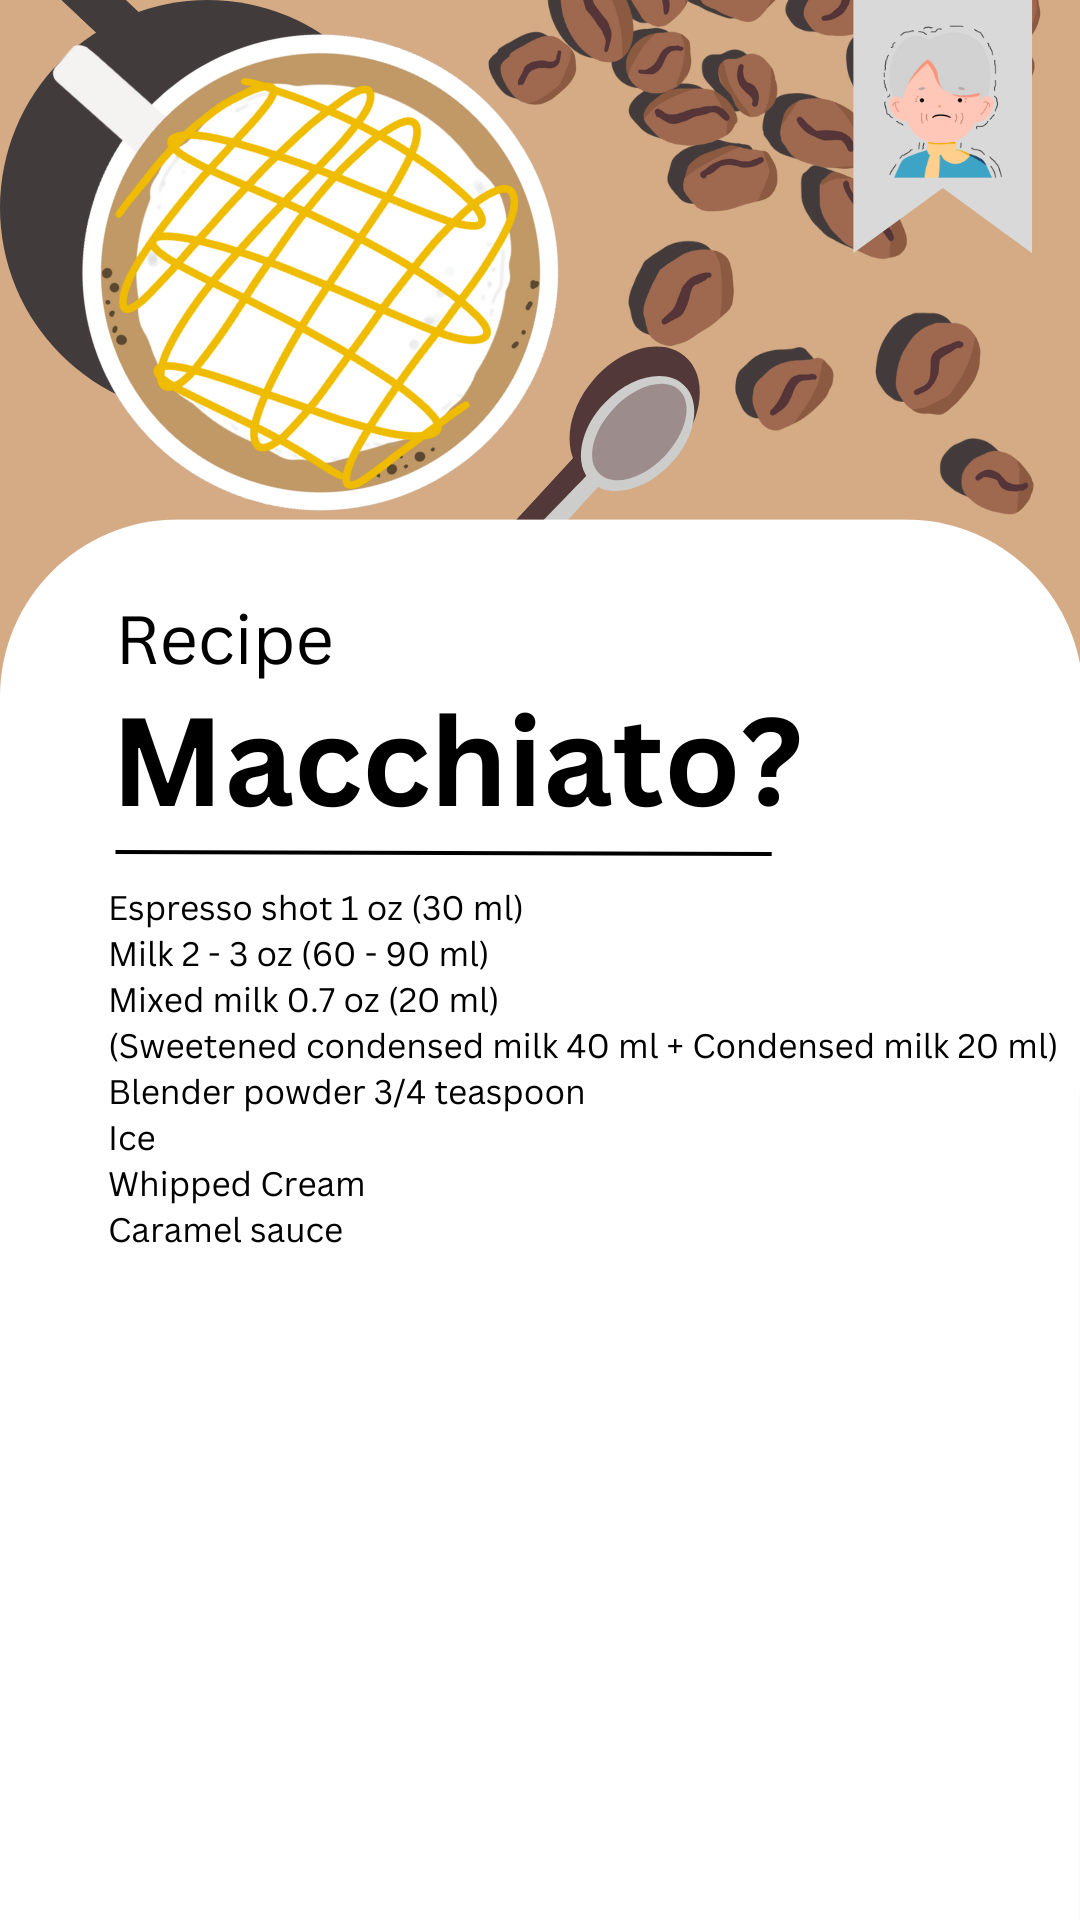 Recipe
Macchiato?
Espresso shot 1 oz (30 ml)
Milk 2 - 3 oz (60 - 90 ml)
Mixed milk 0.7 oz (20 ml)
(Sweetened condensed milk 40 ml + Condensed milk 20 ml)
Blender powder 3/4 teaspoon
Ice
Whipped Cream
Caramel sauce